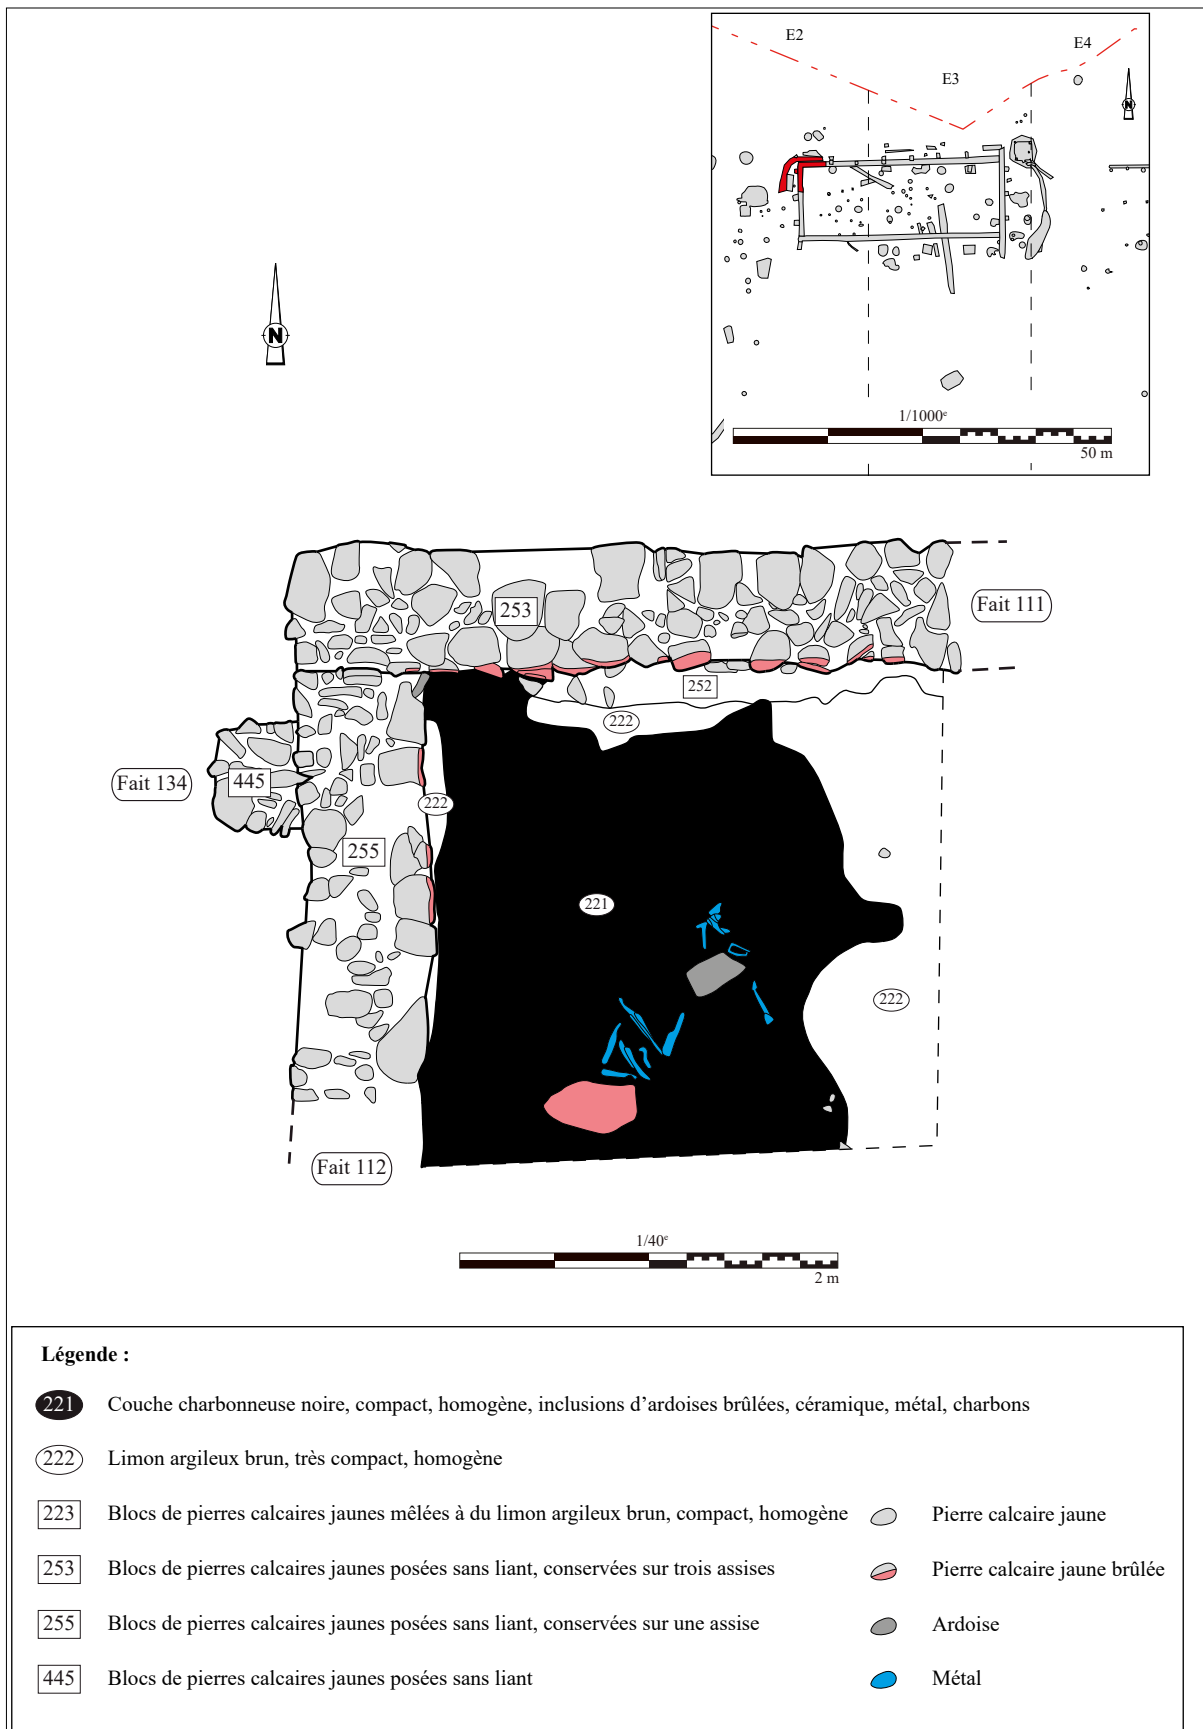 E2
E4
E3
N
1/1000e
50 m
N
253
Fait 111
252
222
Fait 134
445
222
255
221
222
Fait 112
1/40e
2 m
Légende :
221 Couche charbonneuse noire, compact, homogène, inclusions d'ardoises brûlées, céramique, métal, charbons
222 Limon argileux brun, très compact, homogène
223 Blocs de pierres calcaires jaunes mêlées à du limon argileux brun, compact, homogène Pierre calcaire jaune
253 Blocs de pierres calcaires jaunes posées sans liant, conservées sur trois assises Pierre calcaire jaune brûlée
255 Blocs de pierres calcaires jaunes posées sans liant, conservées sur une assise Ardoise
445 Blocs de pierres calcaires jaunes posées sans liant Métal